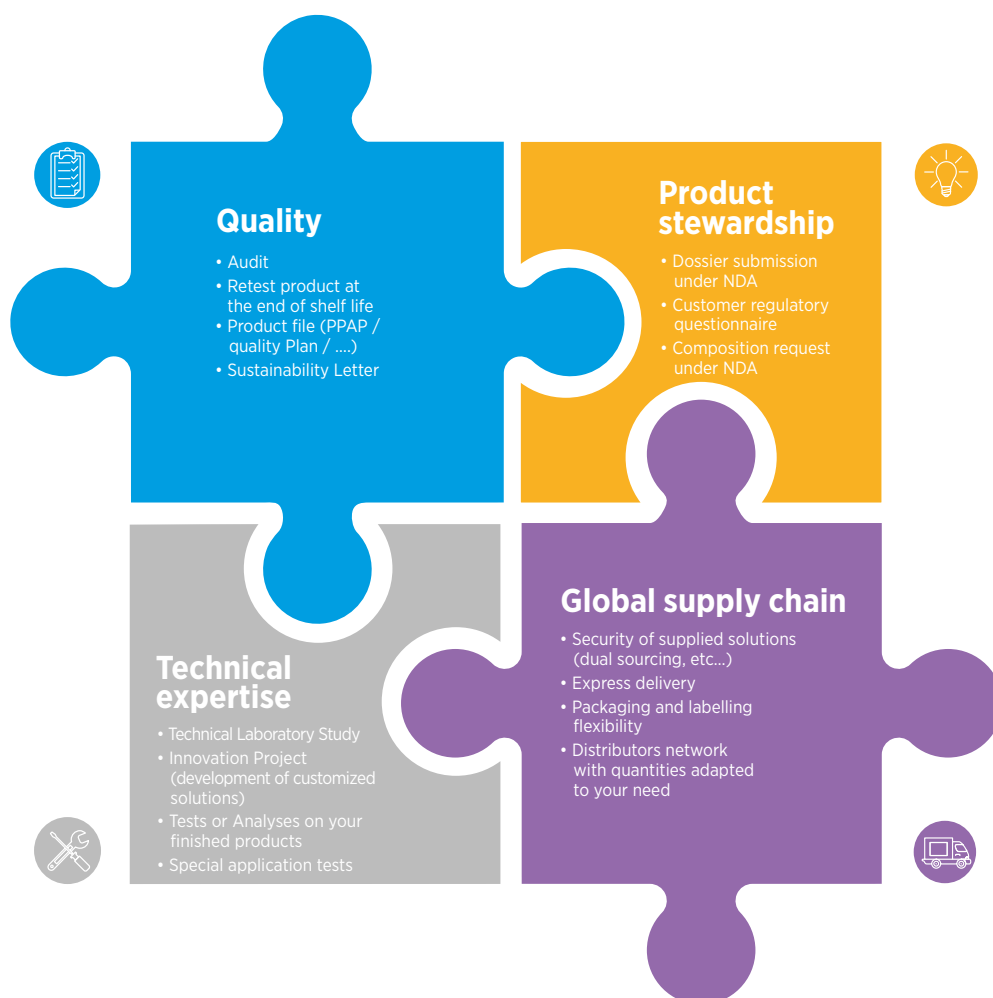 Quality
• Audit
• Retest product at
the end of shelf life
• Product file (PPAP /
quality Plan / ....)
• Sustainability Letter
Product
stewardship
• Dossier submission
under NDA
• Customer regulatory
questionnaire
• Composition request
under NDA
Technical
expertise
• Technical Laboratory Study
• Innovation Project
(development of customized
solutions)
• Tests or Analyses on your
finished products
• Special application tests
Global supply chain
• Security of supplied solutions
(dual sourcing, etc...)
• Express delivery
• Packaging and labelling
flexibility
• Distributors network
with quantities adapted
to your need